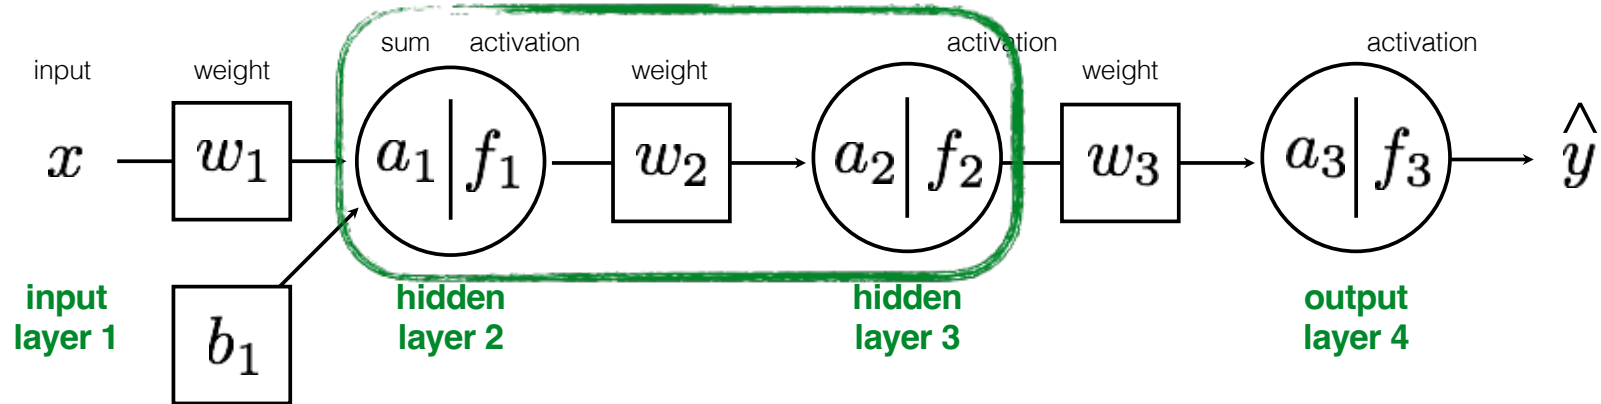 sum activation activation activation
input weight weight weight
x w₁ a₁ | f₁ w₂ a₂ | f₂ w₃ a₃ | f₃ ŷ
input hidden hidden output
layer 1 layer 2 layer 3 layer 4
b₁